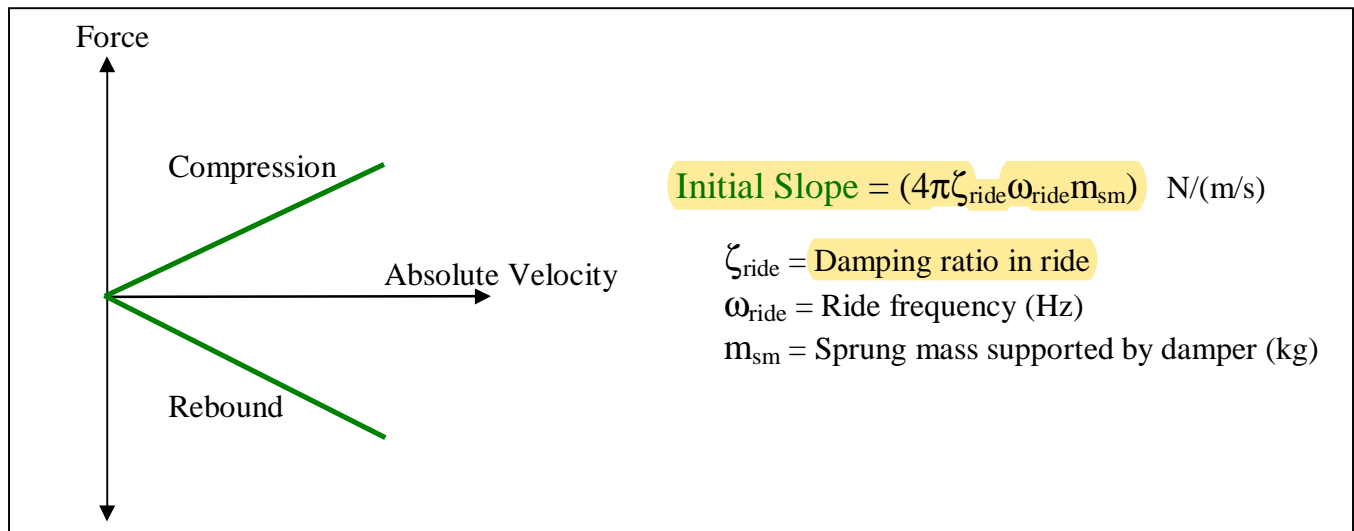 Force
Compression
Absolute Velocity
Rebound
Initial Slope = (4πζrideωridemsm) N/(m/s)
ζride = Damping ratio in ride
ωride = Ride frequency (Hz)
msm = Sprung mass supported by damper (kg)